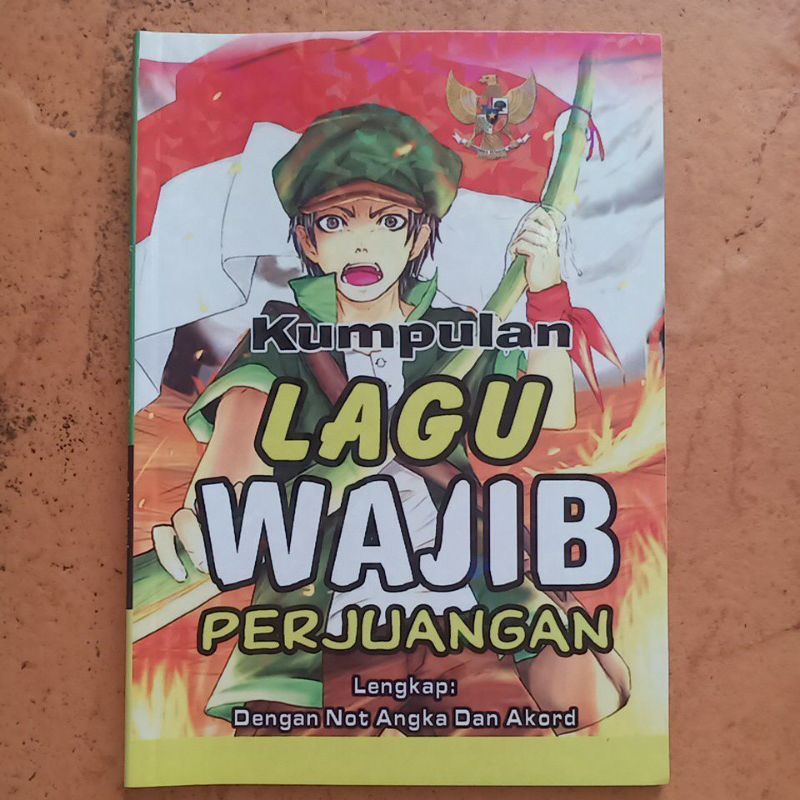 Kumpulan
LAGU
WAJIB
PERJUANGAN
Lengkap:
Dengan Not Angka Dan Akord